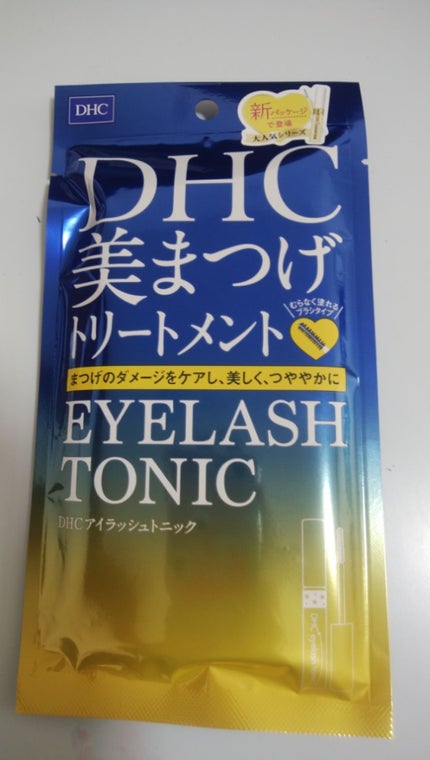 DHC
新パッケージ
で登場
大人気シリーズ
DHC
美まつげ
トリートメント
むらなく塗れる
ブラシタイプ
まつげのダメージをケアし、美しく、つややかに
EYELASH
TONIC
DHCアイラッシュトニック